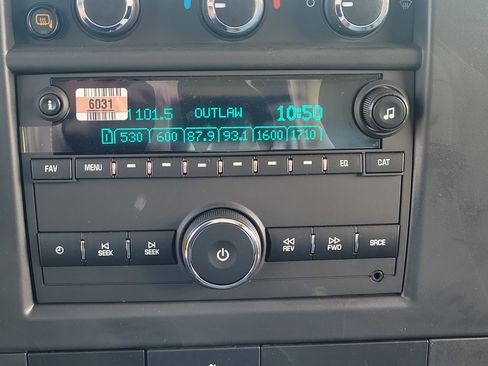 6031
1101.5 OUTLAW 10:50
1 530 600 87.9 93.1 1600 1710
FAV MENU EQ CAT
SEEK SEEK REV FWD SRCE